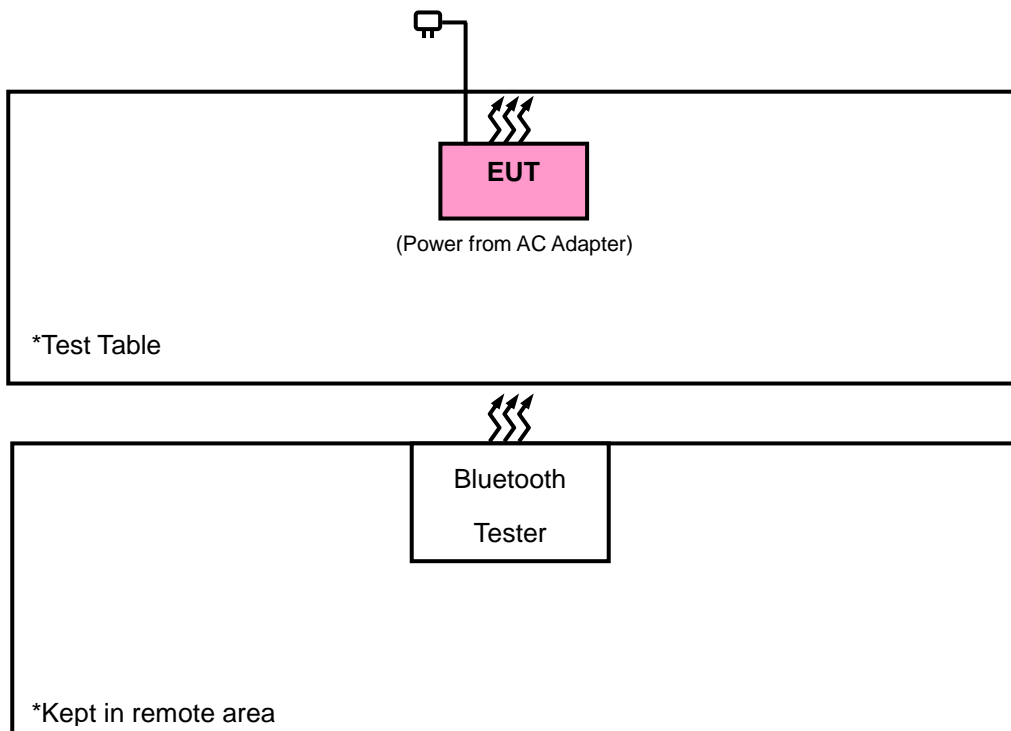 EUT
(Power from AC Adapter)
*Test Table
Bluetooth
Tester
*Kept in remote area